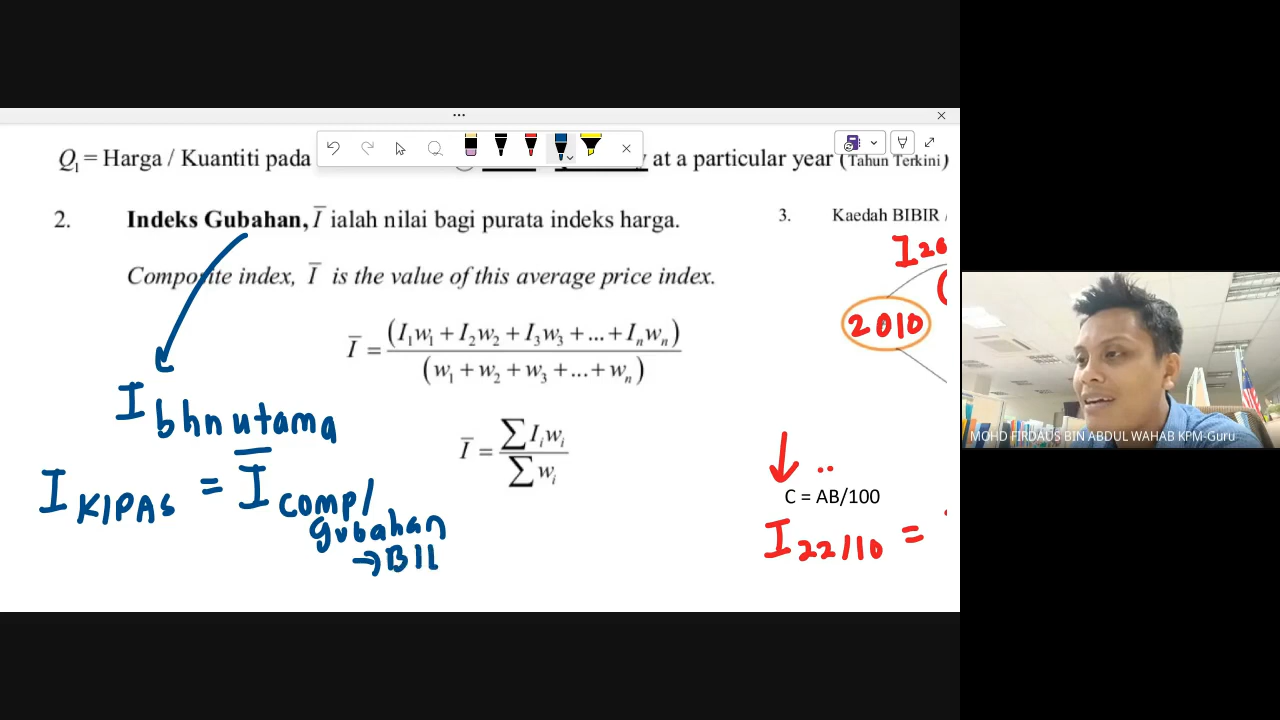 ...
Q₁ = Harga / Kuantiti pada at a particular year (Tahun Terkini)
2. Indeks Gubahan, I̅ ialah nilai bagi purata indeks harga.
Composite index, I̅ is the value of this average price index.
I̅ = (I₁w₁ + I₂w₂ + I₃w₃ + ... + Iₙwₙ) / (w₁ + w₂ + w₃ + ... + wₙ)
I̅ = ∑ Iᵢwᵢ / ∑ wᵢ
I bhn utama
I KIPAS = I̅ comp/
gubahan
→ BII
3. Kaedah BIBIR /
I20
(
2010
C = AB/100
I 22/10 =
MOHD FIRDAUS BIN ABDUL WAHAB KPM-Guru